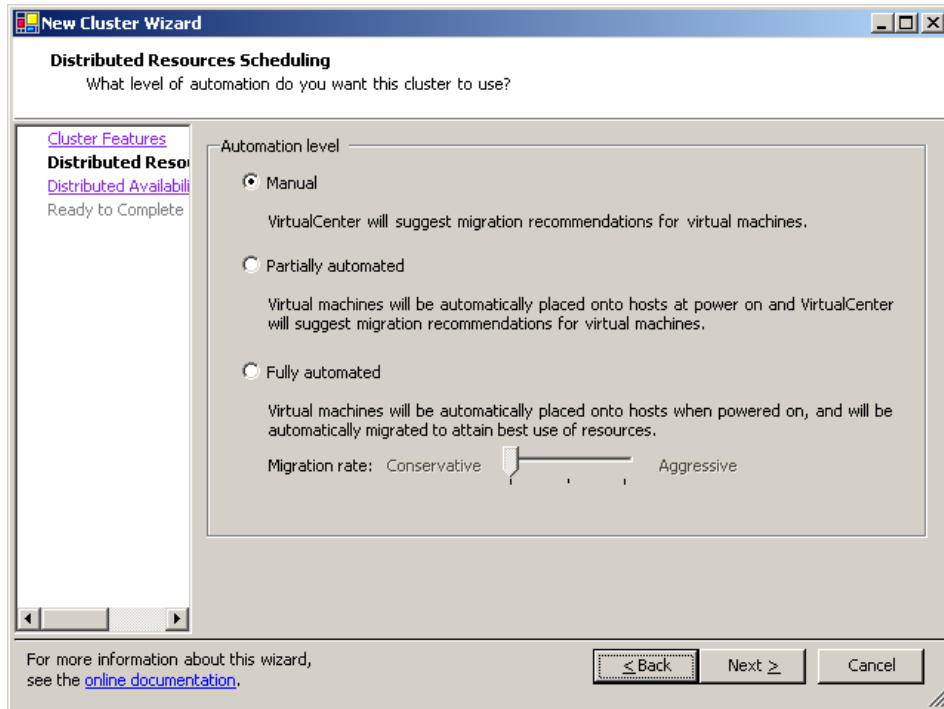 New Cluster Wizard
Distributed Resources Scheduling
What level of automation do you want this cluster to use?
Cluster Features
Distributed Reso
Distributed Availabili
Ready to Complete
Automation level
Manual
VirtualCenter will suggest migration recommendations for virtual machines.
Partially automated
Virtual machines will be automatically placed onto hosts at power on and VirtualCenter
will suggest migration recommendations for virtual machines.
Fully automated
Virtual machines will be automatically placed onto hosts when powered on, and will be
automatically migrated to attain best use of resources.
Migration rate: Conservative Aggressive
For more information about this wizard,
see the online documentation.
< Back Next > Cancel